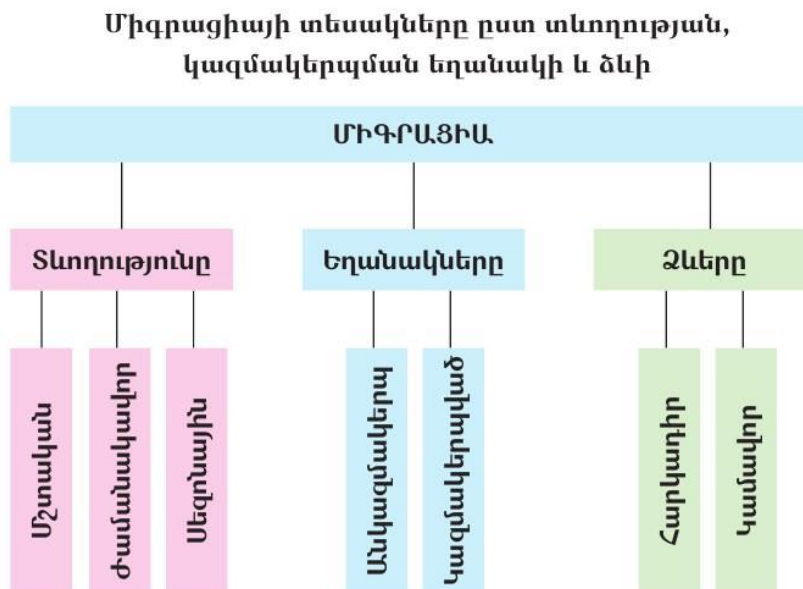 Միգրացիայի տեսակները ըստ տևողության,
կազմակերպման եղանակի և ձևի
ՄԻԳՐԱՑԻԱ
Տևողությունը
Եղանակները
Ձևերը
Մշտական
Ժամանակավոր
Սեզոնային
Անկազմակերպ
Կազմակերպված
Հարկադիր
Կամավոր